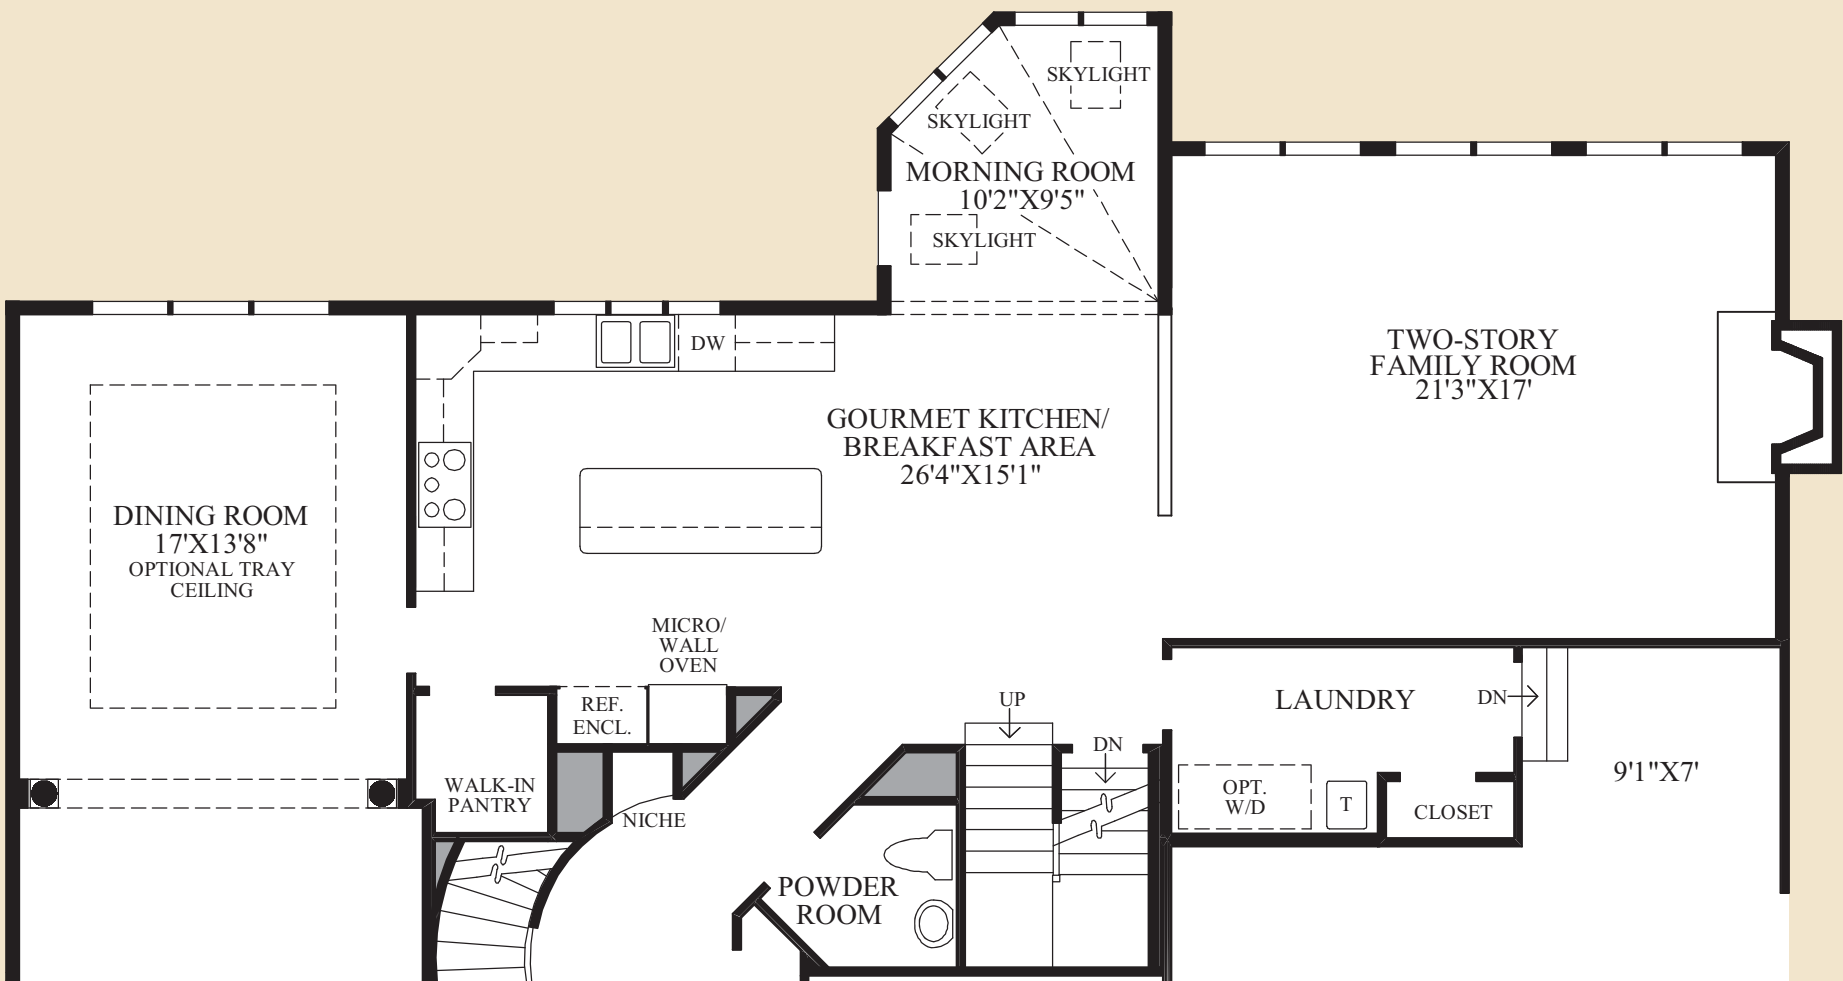 SKYLIGHT
SKYLIGHT
MORNING ROOM
10'2"X9'5"
SKYLIGHT
DW
TWO-STORY
FAMILY ROOM
21'3"X17'
GOURMET KITCHEN/
BREAKFAST AREA
26'4"X15'1"
DINING ROOM
17'X13'8"
OPTIONAL TRAY
CEILING
MICRO/
WALL
OVEN
REF.
ENCL.
UP
DN
LAUNDRY
DN
9'1"X7'
WALK-IN
PANTRY
NICHE
OPT.
W/D
T
CLOSET
POWDER
ROOM